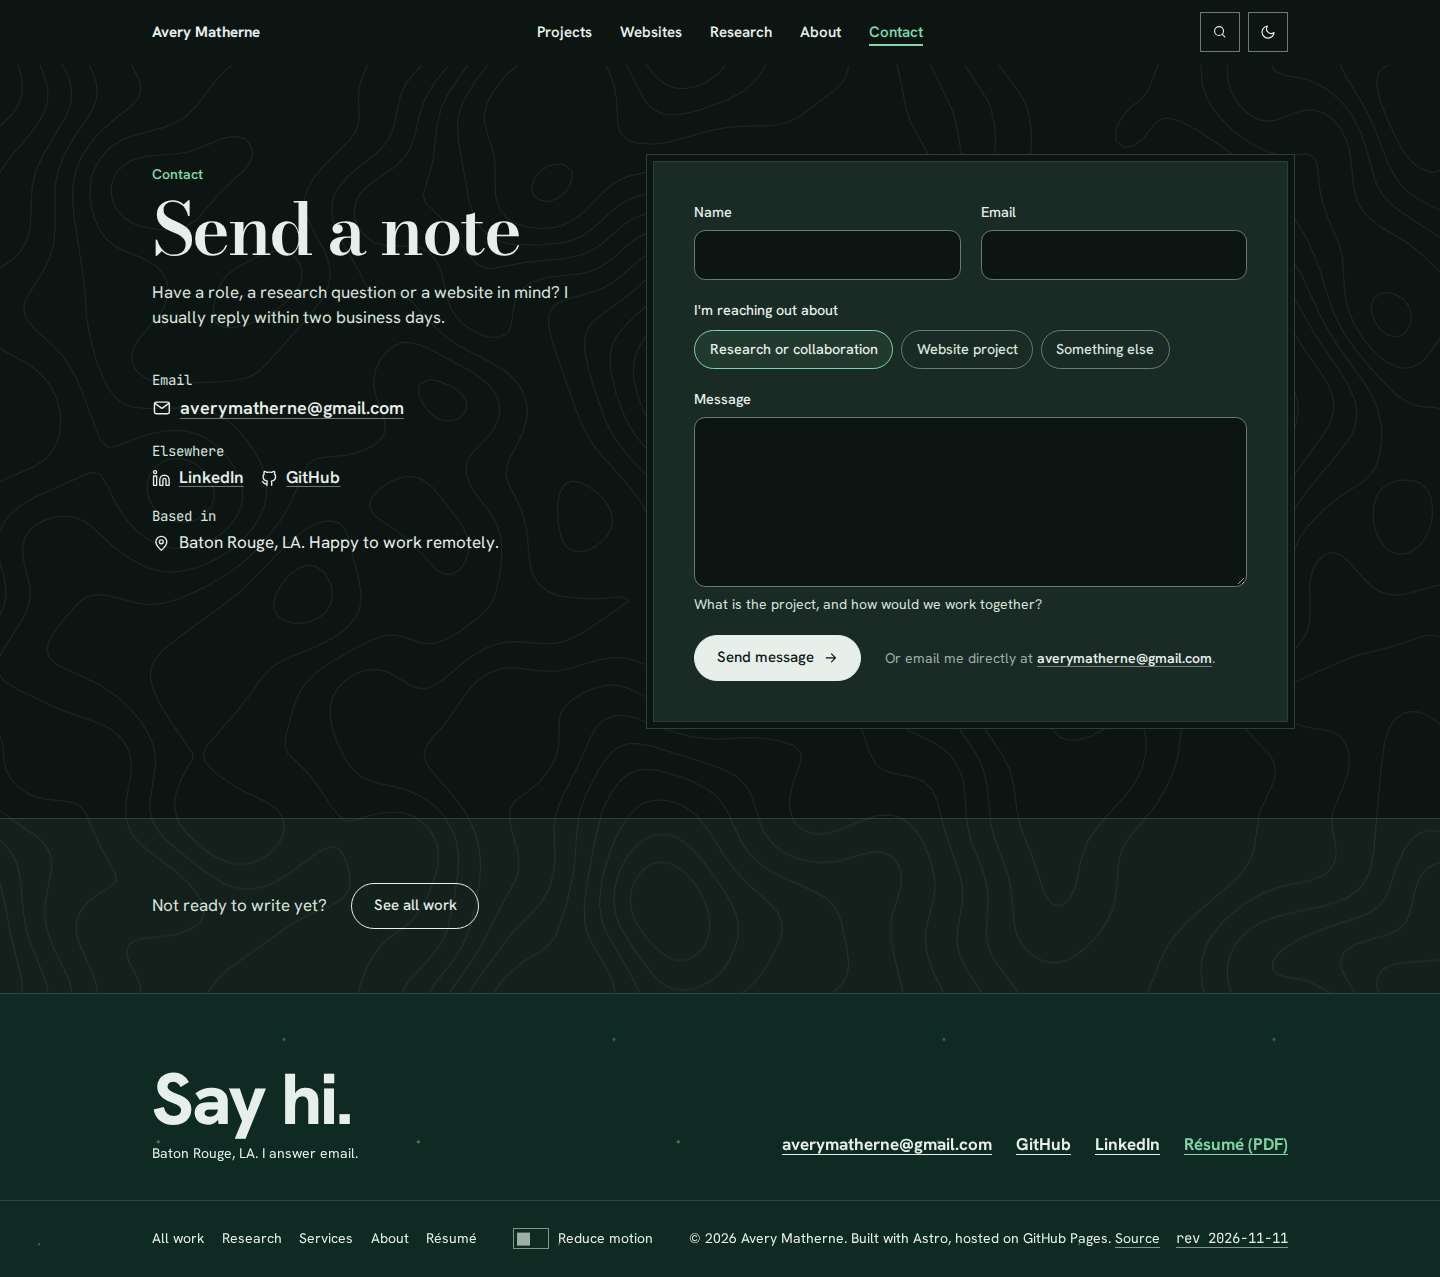 Avery Matherne
Projects
Websites
Research
About
Contact
Contact
Send a note
Have a role, a research question or a website in mind? I
usually reply within two business days.
Email
averymatherne@gmail.com
Elsewhere
LinkedIn
GitHub
Based in
Baton Rouge, LA. Happy to work remotely.
Name
Email
I'm reaching out about
Research or collaboration
Website project
Something else
Message
What is the project, and how would we work together?
Send message →
Or email me directly at averymatherne@gmail.com.
Not ready to write yet?
See all work
Say hi.
Baton Rouge, LA. I answer email.
averymatherne@gmail.com
GitHub
LinkedIn
Résumé (PDF)
All work
Research
Services
About
Résumé
Reduce motion
© 2026 Avery Matherne. Built with Astro, hosted on GitHub Pages. Source
rev 2026-11-11